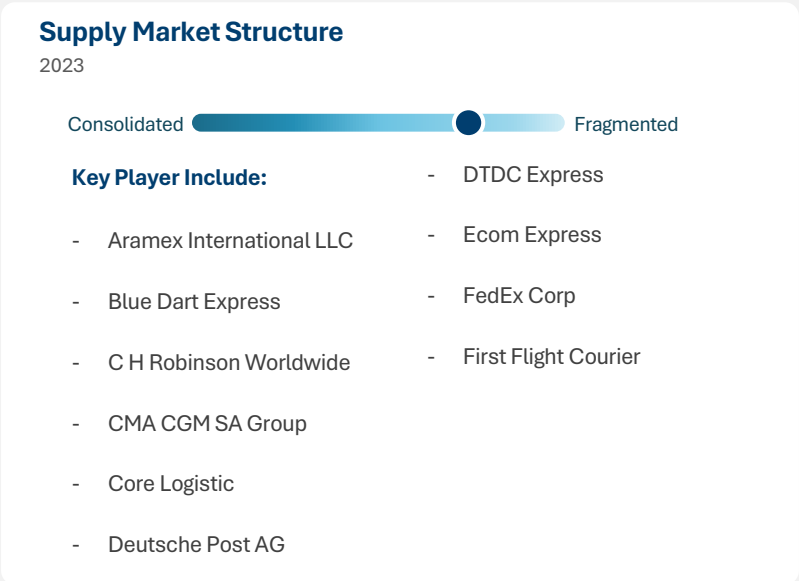 Supply Market Structure
2023
Consolidated
Fragmented
Key Player Include:
- Aramex International LLC
- Blue Dart Express
- C H Robinson Worldwide
- CMA CGM SA Group
- Core Logistic
- Deutsche Post AG
- DTDC Express
- Ecom Express
- FedEx Corp
- First Flight Courier